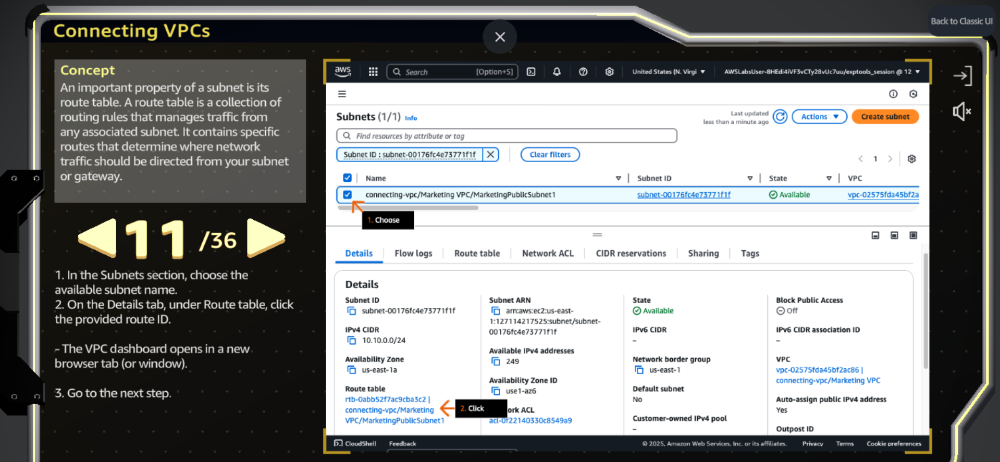 Back to Classic UI
Connecting VPCs
Concept
An important property of a subnet is its
route table. A route table is a collection of
routing rules that manages traffic from
any associated subnet. It contains specific
routes that determine where network
traffic should be directed from your subnet
or gateway.
11 /36
1. In the Subnets section, choose the
available subnet name.
2. On the Details tab, under Route table, click
the provided route ID.
- The VPC dashboard opens in a new
browser tab (or window).
3. Go to the next step.
aws Search [Option+S] United States (N. Virgi AWSLabsUser-8HEdi4iVF3vCTy28vUc7uu/exptools_session @ 12
Subnets (1/1) Info
Last updated
less than a minute ago
Actions Create subnet
Find resources by attribute or tag
Subnet ID : subnet-00176fc4e73771f1f Clear filters
1
Name Subnet ID State VPC
connecting-vpc/Marketing VPC/MarketingPublicSubnet1 subnet-00176fc4e73771f1f Available vpc-02575fda45bf2a
1. Choose
Details Flow logs Route table Network ACL CIDR reservations Sharing Tags
Details
Subnet ID
subnet-00176fc4e73771f1f
IPv4 CIDR
10.10.0.0/24
Availability Zone
us-east-1a
Route table
rtb-0abb52f7ac9cba3c2 |
connecting-vpc/Marketing
VPC/MarketingPublicSubnet1
2. Click
Subnet ARN
arn:aws:ec2:us-east-
1:127114217525:subnet/subnet-
00176fc4e73771f1f
Available IPv4 addresses
249
Availability Zone ID
use1-az6
ork ACL
acl-0f22140330c8549a9
State
Available
IPv6 CIDR
–
Network border group
us-east-1
Default subnet
No
Customer-owned IPv4 pool
–
Block Public Access
Off
IPv6 CIDR association ID
–
VPC
vpc-02575fda45bf2ac86 |
connecting-vpc/Marketing VPC
Auto-assign public IPv4 address
Yes
Outpost ID
CloudShell Feedback © 2025, Amazon Web Services, Inc. or its affiliates. Privacy Terms Cookie preferences